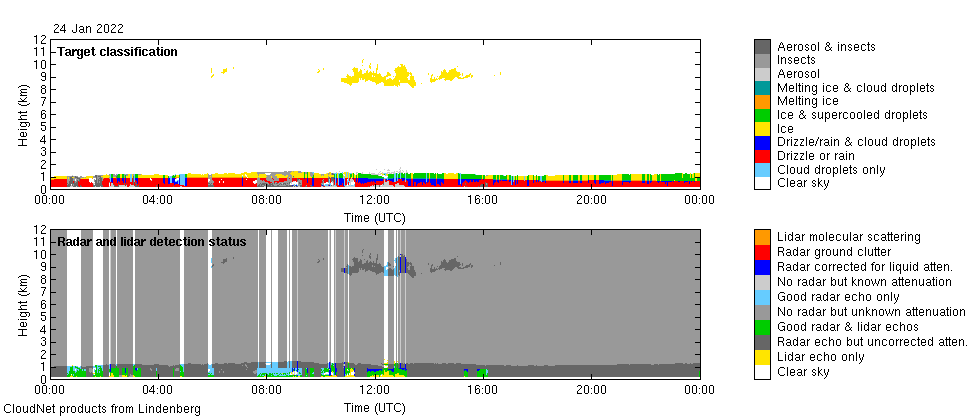 24 Jan 2022
Target classification
Height (km)
12
11
10
9
8
7
6
5
4
3
2
1
0
00:00 04:00 08:00 12:00 16:00 20:00 00:00
Time (UTC)
Aerosol & insects
Insects
Aerosol
Melting ice & cloud droplets
Melting ice
Ice & supercooled droplets
Ice
Drizzle/rain & cloud droplets
Drizzle or rain
Cloud droplets only
Clear sky
Radar and lidar detection status
Height (km)
12
11
10
9
8
7
6
5
4
3
2
1
0
00:00 04:00 08:00 12:00 16:00 20:00 00:00
Time (UTC)
Lidar molecular scattering
Radar ground clutter
Radar corrected for liquid atten.
No radar but known attenuation
Good radar echo only
No radar but unknown attenuation
Good radar & lidar echos
Radar echo but uncorrected atten.
Lidar echo only
Clear sky
CloudNet products from Lindenberg